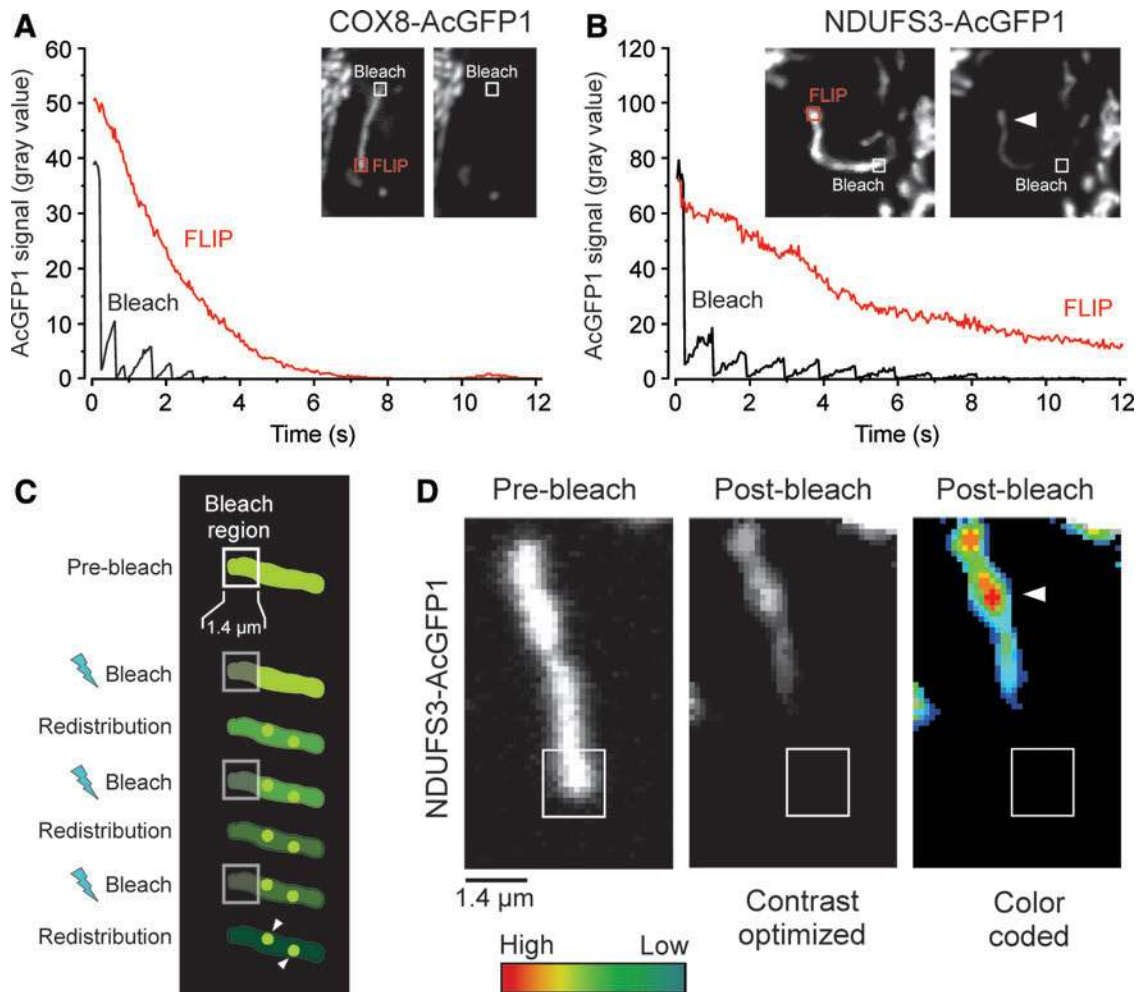 A
COX8-AcGFP1
AcGFP1 signal (gray value)
60
50
40
30
20
10
0
0 2 4 6 8 10 12
Time (s)
FLIP
Bleach
Bleach
FLIP
Bleach
B
NDUFS3-AcGFP1
AcGFP1 signal (gray value)
120
100
80
60
40
20
0
0 2 4 6 8 10 12
Time (s)
Bleach
FLIP
FLIP
Bleach
Bleach
C
Bleach
region
Pre-bleach
1.4 µm
Bleach
Redistribution
Bleach
Redistribution
Bleach
Redistribution
D
Pre-bleach
Post-bleach
Post-bleach
NDUFS3-AcGFP1
1.4 µm
Contrast
optimized
Color
coded
High Low